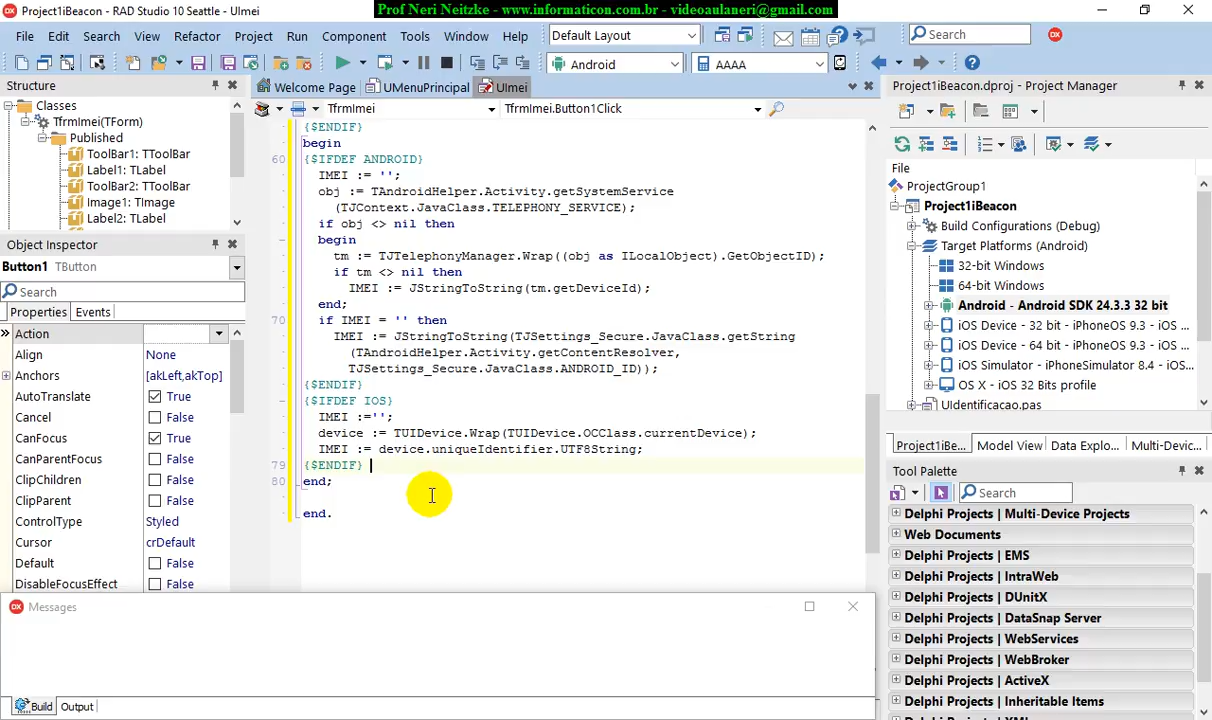 Prof Neri Neitzke - www.informaticon.com.br - videoaulaneri@gmail.com
Project1iBeacon - RAD Studio 10 Seattle - UImei
File Edit Search View Refactor Project Run Component Tools Window Help
Default Layout
Search
Android
AAAA
Structure
Classes
TfrmImei(TForm)
Published
ToolBar1: TToolBar
Label1: TLabel
ToolBar2: TToolBar
Image1: TImage
Label2: TLabel
Object Inspector
Button1 TButton
Search
Properties Events
Action
Align None
Anchors [akLeft,akTop]
AutoTranslate True
Cancel False
CanFocus True
CanParentFocus False
ClipChildren False
ClipParent False
ControlType Styled
Cursor crDefault
Default False
DisableFocusEffect False
Welcome Page UMenuPrincipal UImei
TfrmImei TfrmImei.Button1Click
{$ENDIF}
begin
60 {$IFDEF ANDROID}
IMEI := '';
obj := TAndroidHelper.Activity.getSystemService
(TJContext.JavaClass.TELEPHONY_SERVICE);
if obj <> nil then
begin
tm := TJTelephonyManager.Wrap((obj as ILocalObject).GetObjectID);
if tm <> nil then
IMEI := JStringToString(tm.getDeviceId);
end;
70 if IMEI = '' then
IMEI := JStringToString(TJSettings_Secure.JavaClass.getString
(TAndroidHelper.Activity.getContentResolver,
TJSettings_Secure.JavaClass.ANDROID_ID));
{$ENDIF}
{$IFDEF IOS}
IMEI :='';
device := TUIDevice.Wrap(TUIDevice.OCClass.currentDevice);
IMEI := device.uniqueIdentifier.UTF8String;
79 {$ENDIF}
80 end;
end.
Messages
Build Output
Project1iBeacon.dproj - Project Manager
File
ProjectGroup1
Project1iBeacon
Build Configurations (Debug)
Target Platforms (Android)
32-bit Windows
64-bit Windows
Android - Android SDK 24.3.3 32 bit
iOS Device - 32 bit - iPhoneOS 9.3 - iOS ...
iOS Device - 64 bit - iPhoneOS 9.3 - iOS ...
iOS Simulator - iPhoneSimulator 8.4 - iOS ...
OS X - iOS 32 Bits profile
UIdentificacao.pas
Project1iBe... Model View Data Explo... Multi-Devic...
Tool Palette
Search
Delphi Projects | Multi-Device Projects
Web Documents
Delphi Projects | EMS
Delphi Projects | IntraWeb
Delphi Projects | DUnitX
Delphi Projects | DataSnap Server
Delphi Projects | WebServices
Delphi Projects | WebBroker
Delphi Projects | ActiveX
Delphi Projects | Inheritable Items